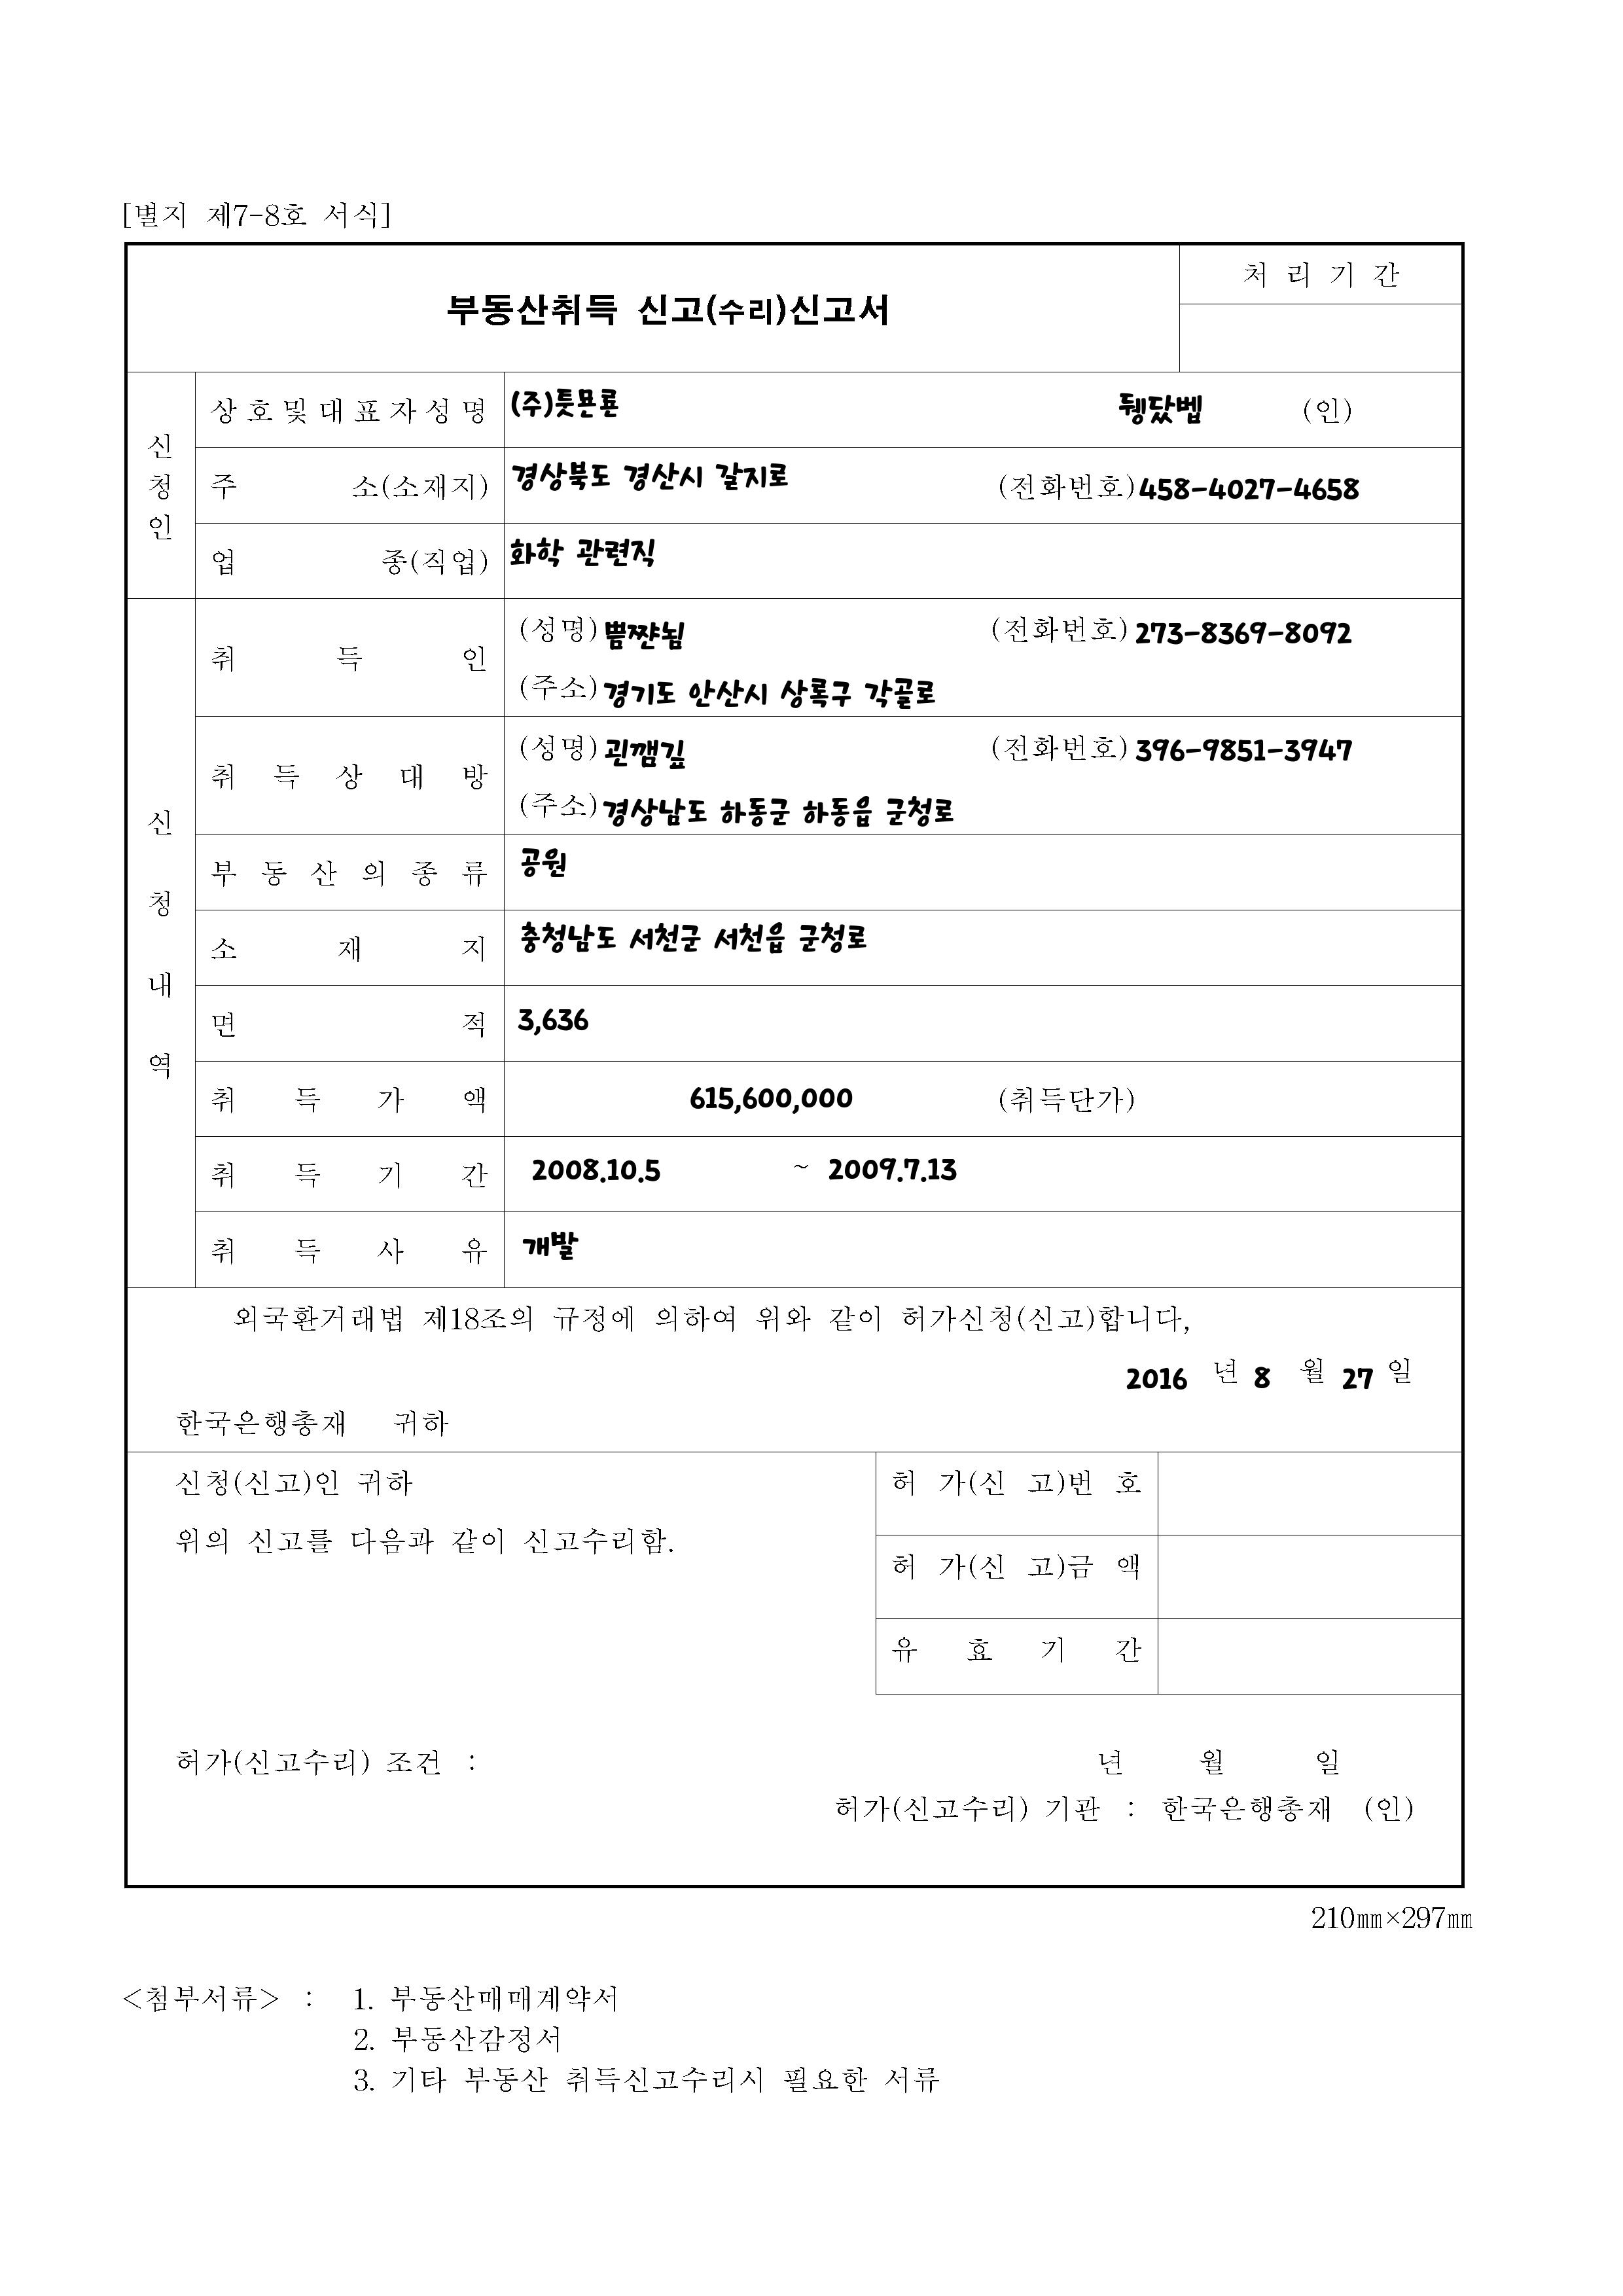 [별지 제7-8호 서식]
부동산취득 신고(수리)신고서
처 리 기 간
신청인
상호및대표자성명 (주)틋묜룐 뒝닸볩 (인)
주 소(소재지) 경상북도 경산시 갈지로 (전화번호) 458-4027-4658
업 종(직업) 화학 관련직
신청내역
취 득 인 (성명) 쁨쨘뇜 (전화번호) 273-8369-8092
(주소) 경기도 안산시 상록구 각골로
취 득 상 대 방 (성명) 괸깸깊 (전화번호) 396-9851-3947
(주소) 경상남도 하동군 하동읍 군청로
부 동 산 의 종 류 공원
소 재 지 충청남도 서천군 서천읍 군청로
면 적 3,636
취 득 가 액 615,600,000 (취득단가)
취 득 기 간 2008.10.5 ~ 2009.7.13
취 득 사 유 개발
외국환거래법 제18조의 규정에 의하여 위와 같이 허가신청(신고)합니다,
2016 년 8 월 27 일
한국은행총재 귀하
신청(신고)인 귀하
위의 신고를 다음과 같이 신고수리함.
허 가(신 고)번 호
허 가(신 고)금 액
유 효 기 간
허가(신고수리) 조건 : 년 월 일
허가(신고수리) 기관 : 한국은행총재 (인)
210㎜×297㎜
<첨부서류> : 1. 부동산매매계약서
2. 부동산감정서
3. 기타 부동산 취득신고수리시 필요한 서류